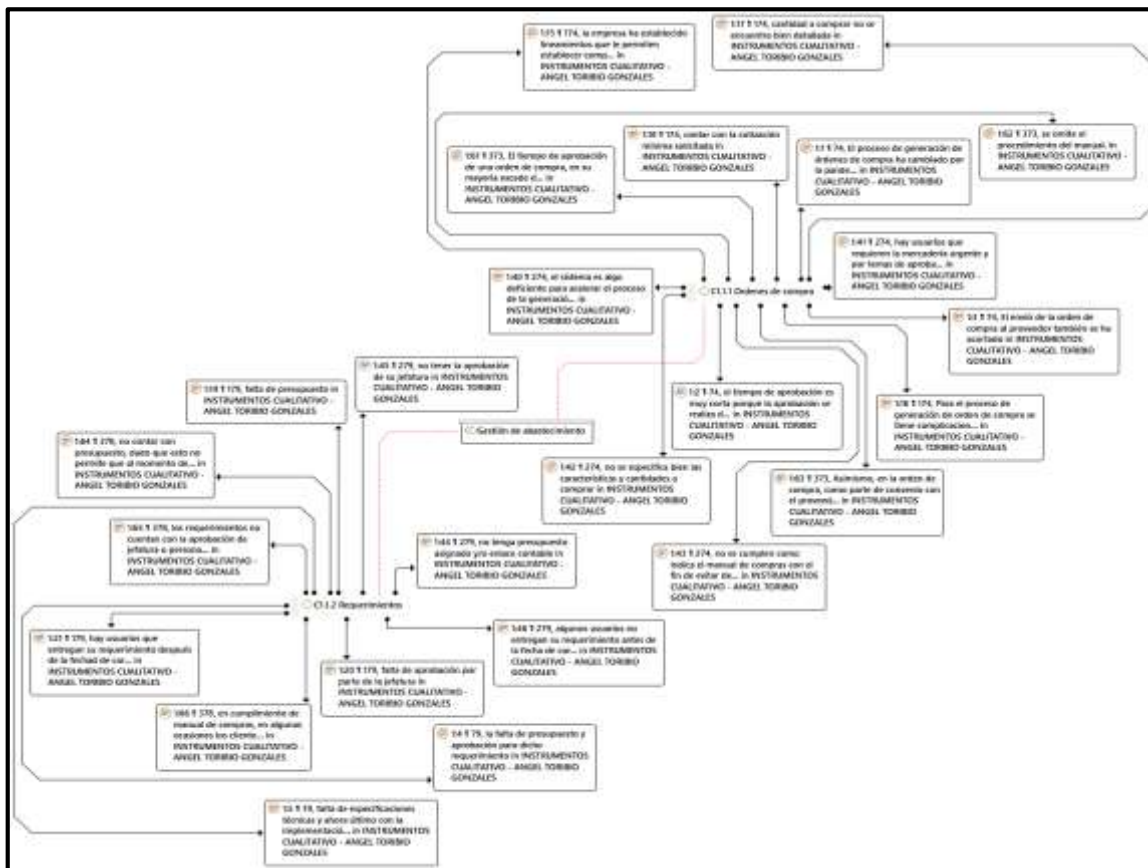 1:15 ¶ 174, la empresa ha establecido
lineamientos que le permiten
establecer como... in
INSTRUMENTOS CUALITATIVO -
ANGEL TORIBIO GONZALES
1:17 ¶ 174, cantidad a comprar no se
encuentra bien detallada in
INSTRUMENTOS CUALITATIVO -
ANGEL TORIBIO GONZALES
1:61 ¶ 373, El tiempo de aprobación
de una orden de compra, en su
mayoría excede d... in
INSTRUMENTOS CUALITATIVO -
ANGEL TORIBIO GONZALES
¶ 174, contar con la cotización
mínima solicitada in
INSTRUMENTOS CUALITATIVO -
ANGEL TORIBIO GONZALES
1:1 ¶ 74, El proceso de generación de
órdenes de compra ha cambiado por
la pande... in INSTRUMENTOS
CUALITATIVO - ANGEL TORIBIO
GONZALES
1:62 ¶ 373, se omite el
procedimiento del manual. in
INSTRUMENTOS CUALITATIVO -
ANGEL TORIBIO GONZALES
1:41 ¶ 274, hay usuarios que
requieren la mercadería urgente y
por temas de aproba... in
INSTRUMENTOS CUALITATIVO -
ANGEL TORIBIO GONZALES
1:40 ¶ 274, el sistema es algo
deficiente para acelerar el proceso
de la generació... in
INSTRUMENTOS CUALITATIVO -
ANGEL TORIBIO GONZALES
C1.1.1 Ordenes de compra
1:3 ¶ 74, El envío de la orden de
compra al proveedor también se ha
acortado in INSTRUMENTOS
CUALITATIVO - ANGEL TORIBIO
GONZALES
1:45 ¶ 279, no tener la aprobación
de su jefatura in INSTRUMENTOS
CUALITATIVO - ANGEL TORIBIO
GONZALES
1:19 ¶ 179, falta de presupuesto in
INSTRUMENTOS CUALITATIVO -
ANGEL TORIBIO GONZALES
1:2 ¶ 74, el tiempo de aprobación es
muy corta porque la aprobación se
realiza d... in INSTRUMENTOS
CUALITATIVO - ANGEL TORIBIO
GONZALES
1:16 ¶ 174, Para el proceso de
generación de orden de compra se
tiene complicacion... in
INSTRUMENTOS CUALITATIVO -
ANGEL TORIBIO GONZALES
Gestión de abastecimiento
1:64 ¶ 378, no contar con
presupuesto, dado que esto no
permite que al momento de... in
INSTRUMENTOS CUALITATIVO -
ANGEL TORIBIO GONZALES
1:42 ¶ 274, no se especifica bien las
características y cantidades a
comprar in INSTRUMENTOS
CUALITATIVO - ANGEL TORIBIO
GONZALES
1:63 ¶ 373, Asimismo, en la orden de
compra, como parte de convenio con
el proveed... in INSTRUMENTOS
CUALITATIVO - ANGEL TORIBIO
GONZALES
1:65 ¶ 378, los requerimientos no
cuentan con la aprobación de
jefatura o persona... in
INSTRUMENTOS CUALITATIVO -
ANGEL TORIBIO GONZALES
1:44 ¶ 279, no tenga presupuesto
asignado y/o enlace contable in
INSTRUMENTOS CUALITATIVO -
ANGEL TORIBIO GONZALES
1:43 ¶ 274, no se cumplen como
indica el manual de compras con el
fin de evitar de... in INSTRUMENTOS
CUALITATIVO - ANGEL TORIBIO
GONZALES
C1.1.2 Requerimientos
1:21 ¶ 179, hay usuarios que
entregan su requerimiento después
de la fechad de cor... in
INSTRUMENTOS CUALITATIVO -
ANGEL TORIBIO GONZALES
1:46 ¶ 279, algunos usuarios no
entregan su requerimiento antes de
la fecha de cor... in
INSTRUMENTOS CUALITATIVO -
ANGEL TORIBIO GONZALES
1:20 ¶ 179, falta de aprobación por
parte de la jefatura in
INSTRUMENTOS CUALITATIVO -
ANGEL TORIBIO GONZALES
1:66 ¶ 378, en cumplimiento de
manual de compras, en algunas
ocasiones los cliente... in
INSTRUMENTOS CUALITATIVO -
ANGEL TORIBIO GONZALES
1:4 ¶ 79, la falta de presupuesto y
aprobación para dicho
requerimiento in INSTRUMENTOS
CUALITATIVO - ANGEL TORIBIO
GONZALES
1:5 ¶ 79, falta de especificaciones
técnicas y ahora último con la
implementació... in INSTRUMENTOS
CUALITATIVO - ANGEL TORIBIO
GONZALES